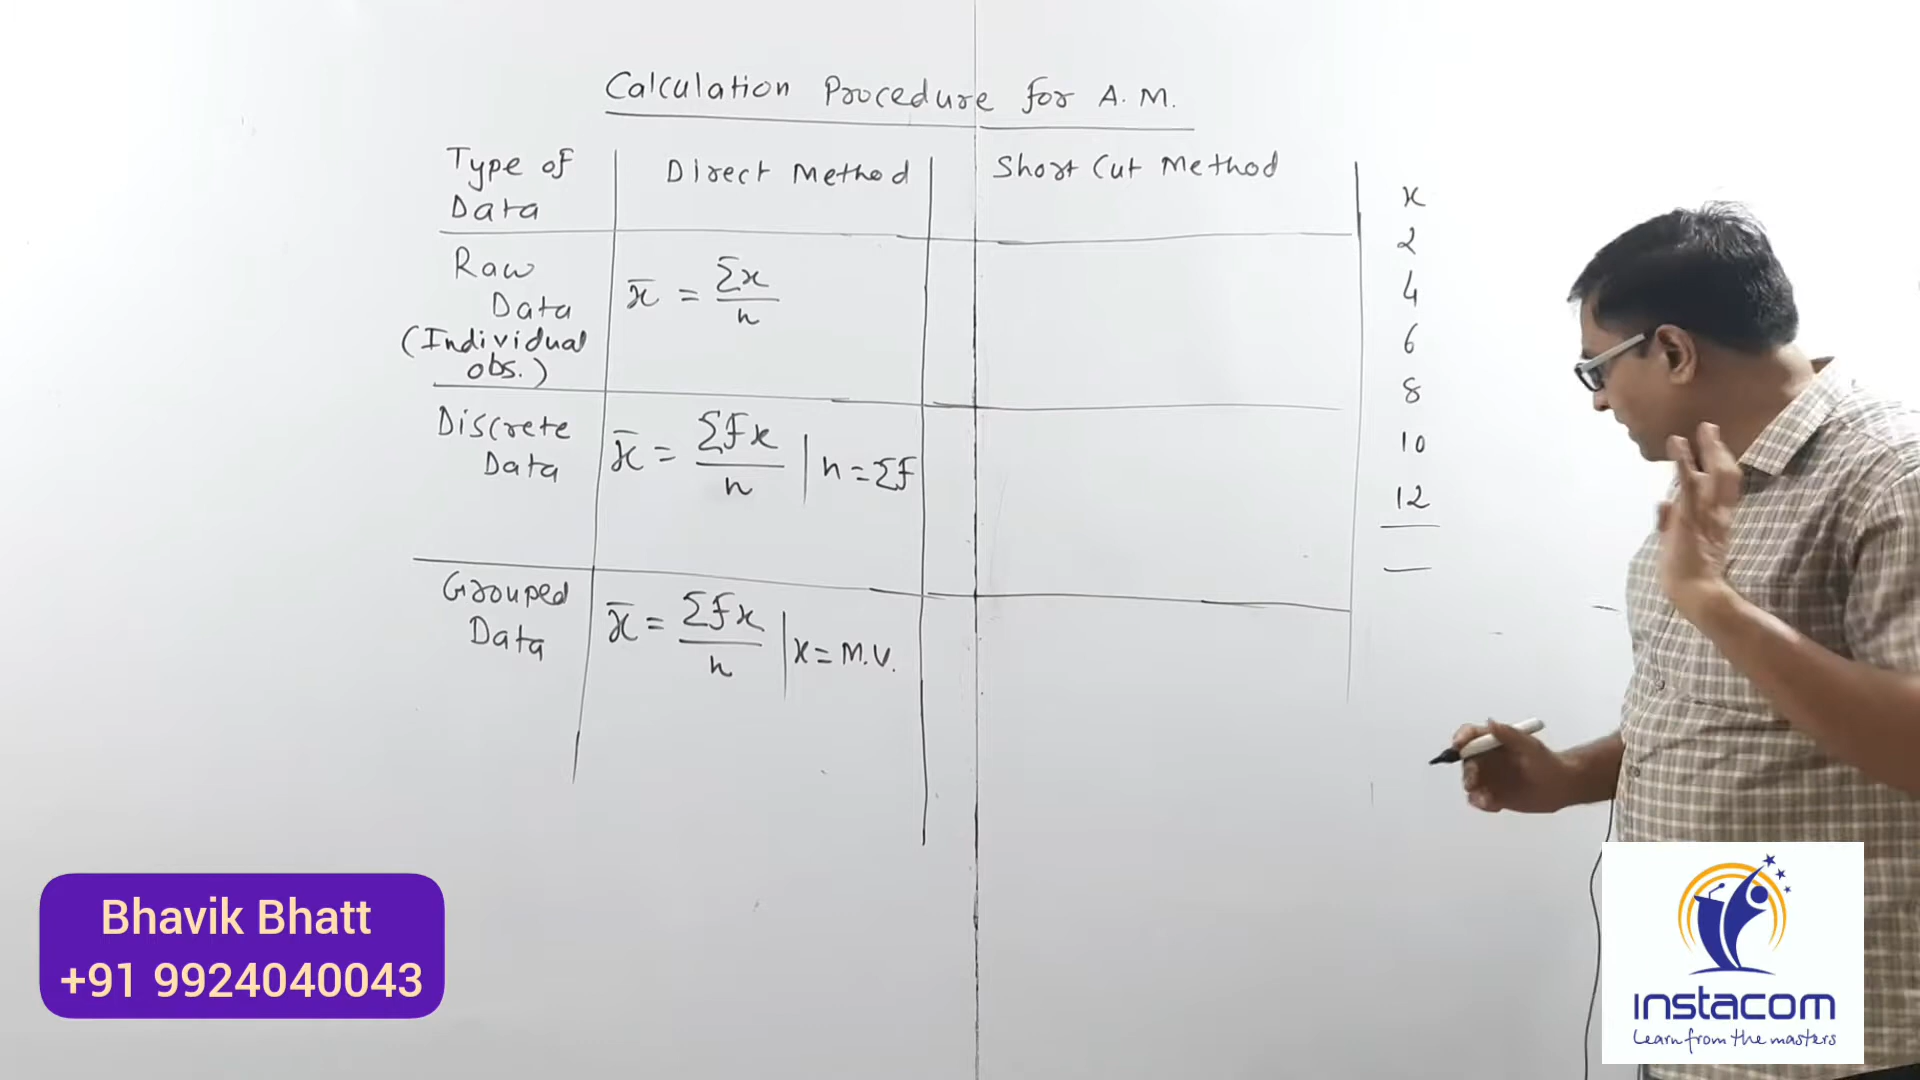 Calculation Procedure for A.M.
Type of Data
Direct Method
Short Cut Method
Raw Data (Individual obs.)
x̄ = Σx / n
Discrete Data
x̄ = Σfx / n | n = Σf
Grouped Data
x̄ = Σfx / n | x = M.V.
x
2
4
6
8
10
12
Bhavik Bhatt
+91 9924040043
instacom
Learn from the masters